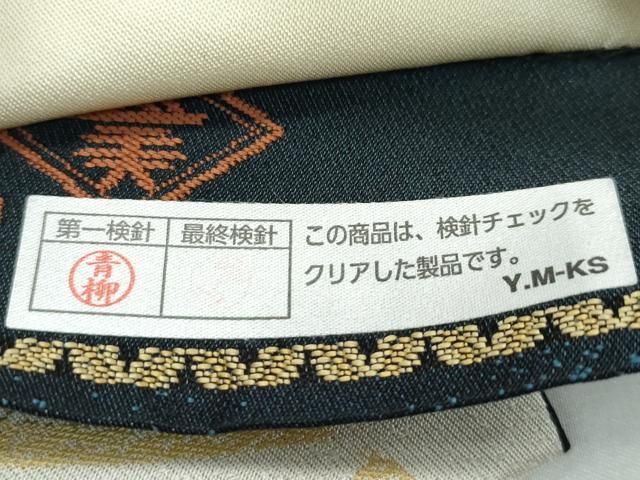 第一検針 最終検針
青柳
この商品は、検針チェックを
クリアした製品です。
Y.M-KS